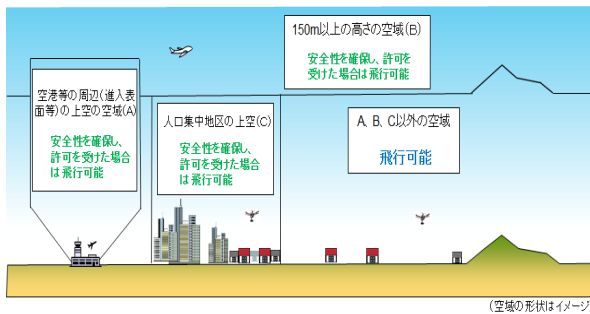 150m以上の高さの空域(B)
安全性を確保し、許可を
受けた場合は飛行可能
空港等の周辺(進入表
面等)の上空の空域(A)
安全性を確保し、
許可を受けた場合
は飛行可能
人口集中地区の上空(C)
安全性を確保し、
許可を受けた場合
は飛行可能
A、B、C以外の空域
飛行可能
(空域の形状はイメージ